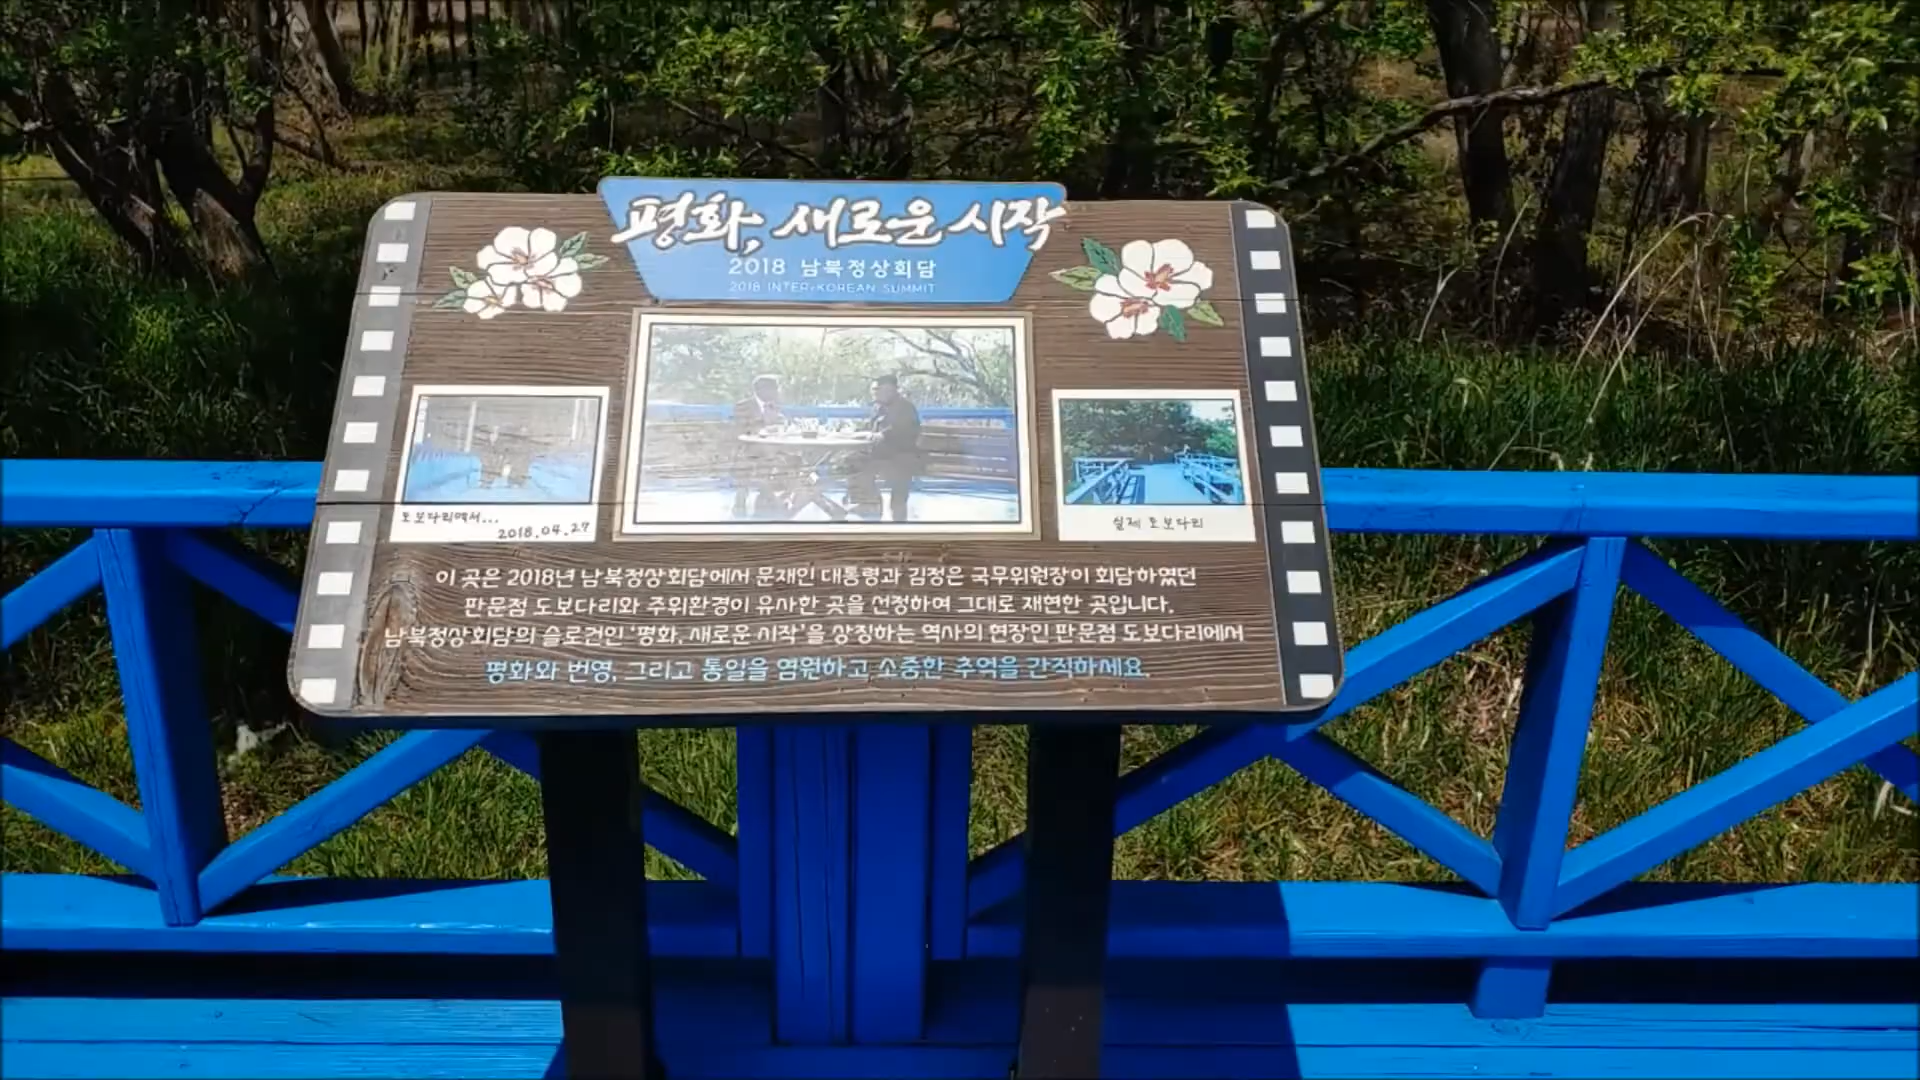 평화, 새로운 시작
2018 남북정상회담
2018 INTER-KOREAN SUMMIT
도보다리에서...
2018.04.27
실제 도보다리
이 곳은 2018년 남북정상회담에서 문재인 대통령과 김정은 국무위원장이 회담하였던
판문점 도보다리와 주위환경이 유사한 곳을 선정하여 그대로 재현한 곳입니다.
남북정상회담의 슬로건인 '평화, 새로운 시작'을 상징하는 역사의 현장인 판문점 도보다리에서
평화와 번영, 그리고 통일을 염원하고 소중한 추억을 간직하세요.